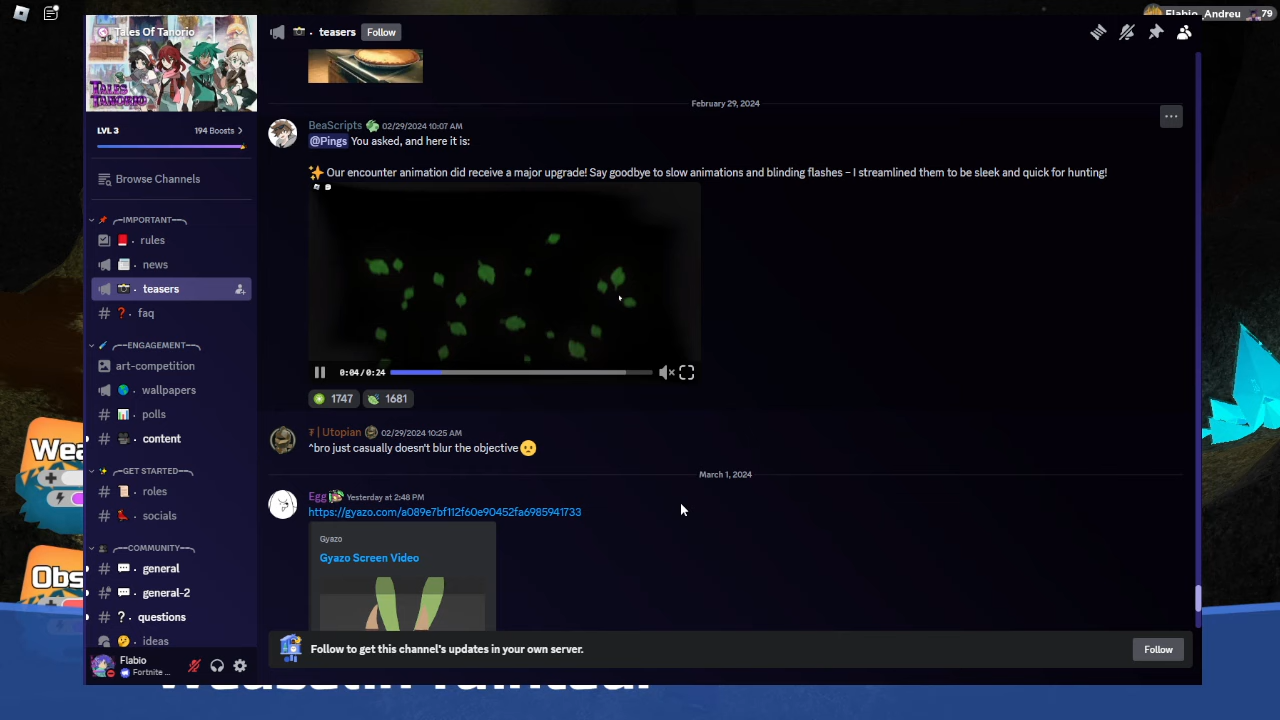 Flabio_Andreu
79
Tales Of Tanorio
TALES
TANORIO
LVL 3
194 Boosts
Browse Channels
IMPORTANT
rules
news
teasers
faq
ENGAGEMENT
art-competition
wallpapers
polls
content
GET STARTED
roles
socials
COMMUNITY
general
general-2
questions
ideas
Flabio
Fortnite ...
teasers
Follow
February 29, 2024
BeaScripts 02/29/2024 10:07 AM
@Pings You asked, and here it is:
✨ Our encounter animation did receive a major upgrade! Say goodbye to slow animations and blinding flashes – I streamlined them to be sleek and quick for hunting!
0:04/0:24
1747
1681
₮ | Utopian 02/29/2024 10:25 AM
^bro just casually doesn't blur the objective
March 1, 2024
Egg Yesterday at 2:48 PM
https://gyazo.com/a089e7bf112f60e90452fa6985941733
Gyazo
Gyazo Screen Video
Follow to get this channel's updates in your own server.
Follow
Wea
Obs